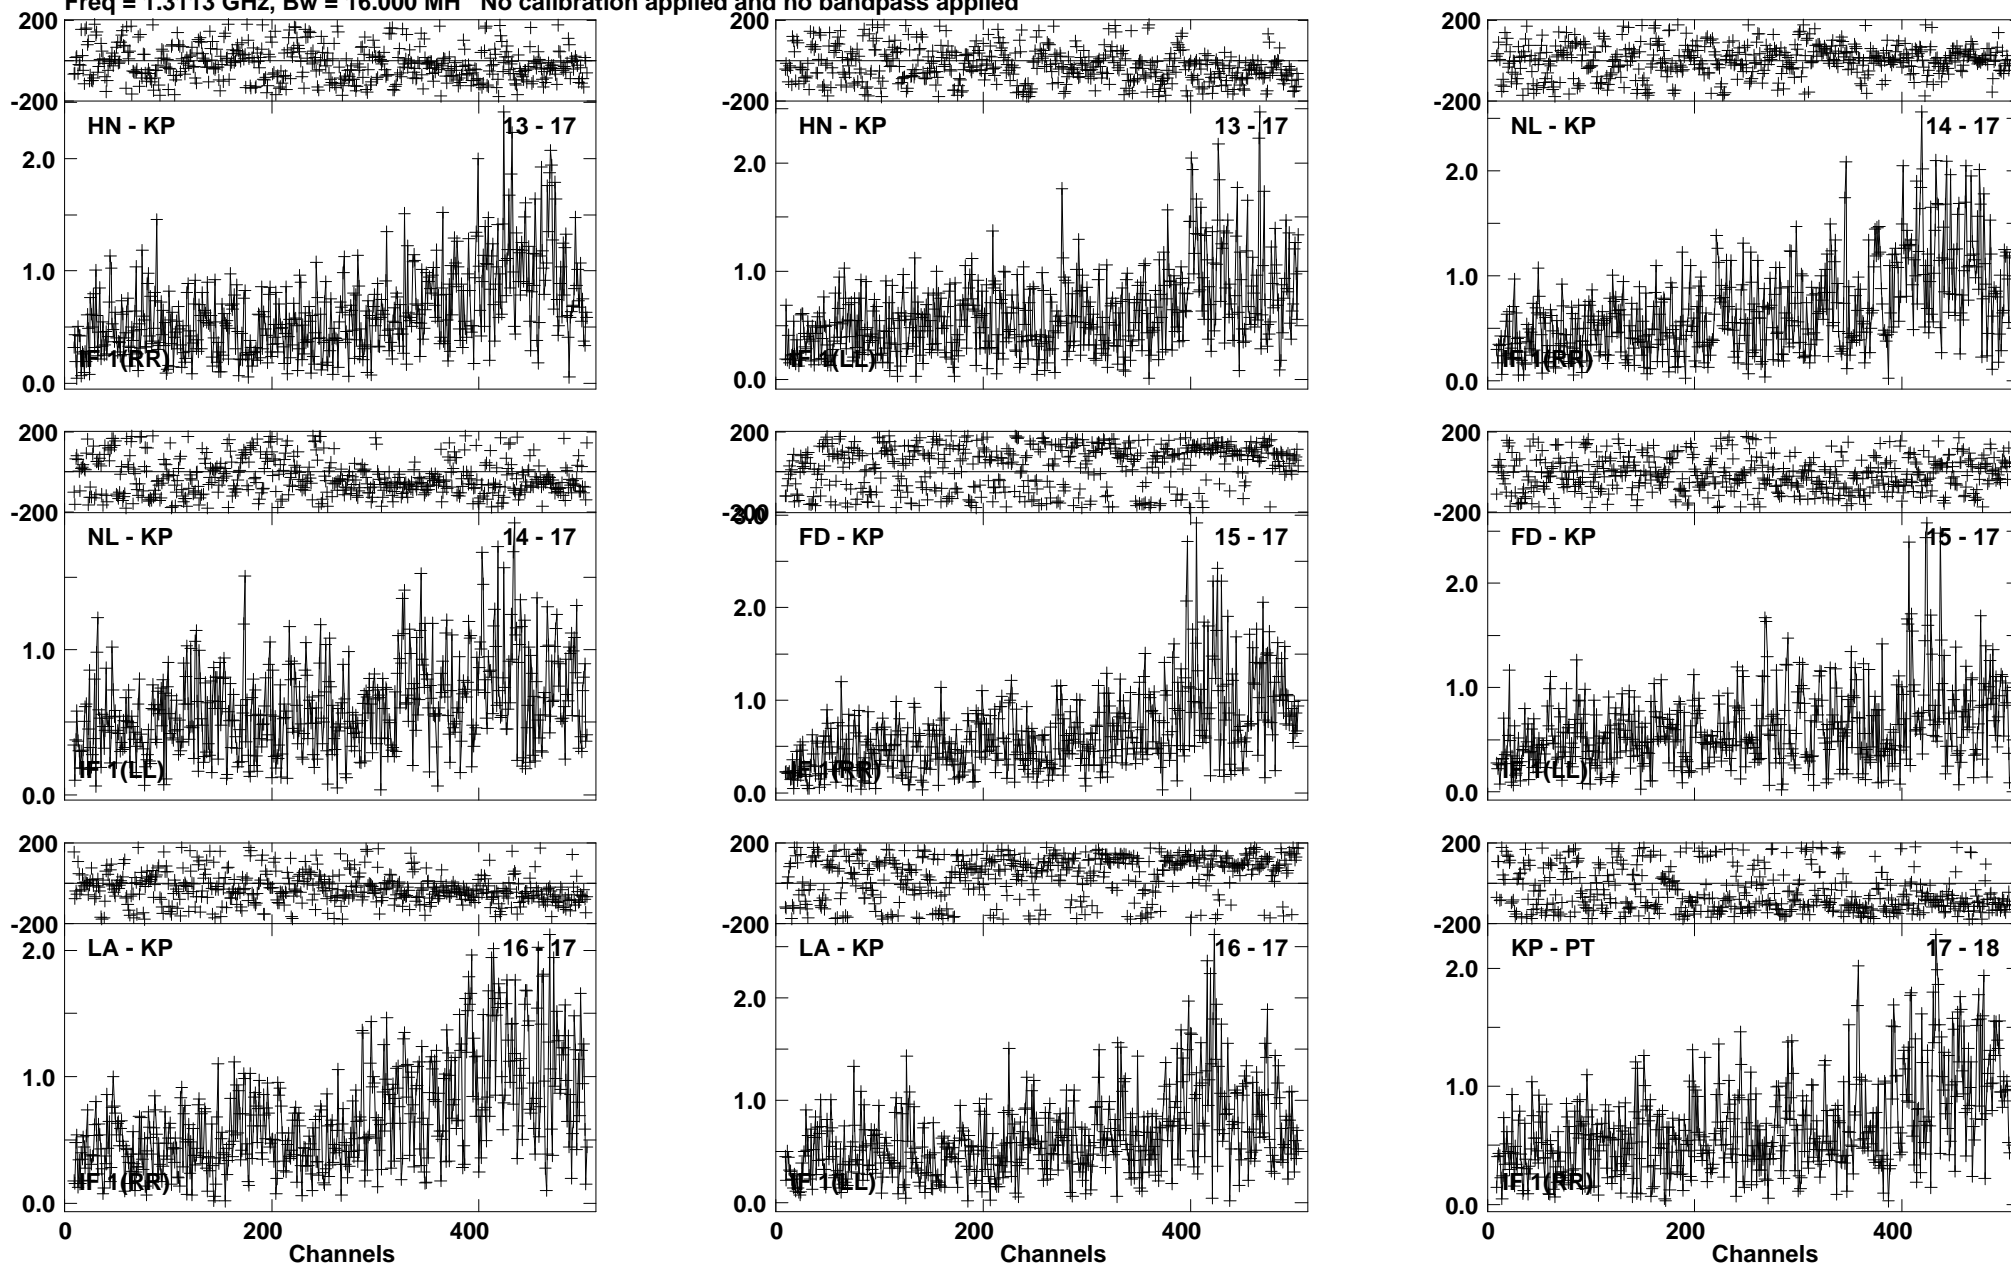 Freq = 1.3113 GHz, Bw = 16.000 MH No calibration applied and no bandpass applied
200
-200
HN - KP 13 - 17
2.0
1.0
IF 1(RR)
0.0
200
-200
HN - KP 13 - 17
2.0
1.0
IF 1(LL)
0.0
200
-200
NL - KP 14 - 17
2.0
1.0
IF 1(RR)
0.0
200
-200
NL - KP 14 - 17
1.0
IF 1(LL)
0.0
200
-200
3.0
FD - KP 15 - 17
2.0
1.0
IF 1(RR)
0.0
200
-200
FD - KP 15 - 17
2.0
1.0
IF 1(LL)
0.0
200
-200
LA - KP 16 - 17
2.0
1.0
IF 1(RR)
0.0
0 200 400
Channels
200
-200
LA - KP 16 - 17
2.0
1.0
IF 1(LL)
0.0
0 200 400
Channels
200
-200
KP - PT 17 - 18
2.0
1.0
IF 1(RR)
0.0
0 200 400
Channels